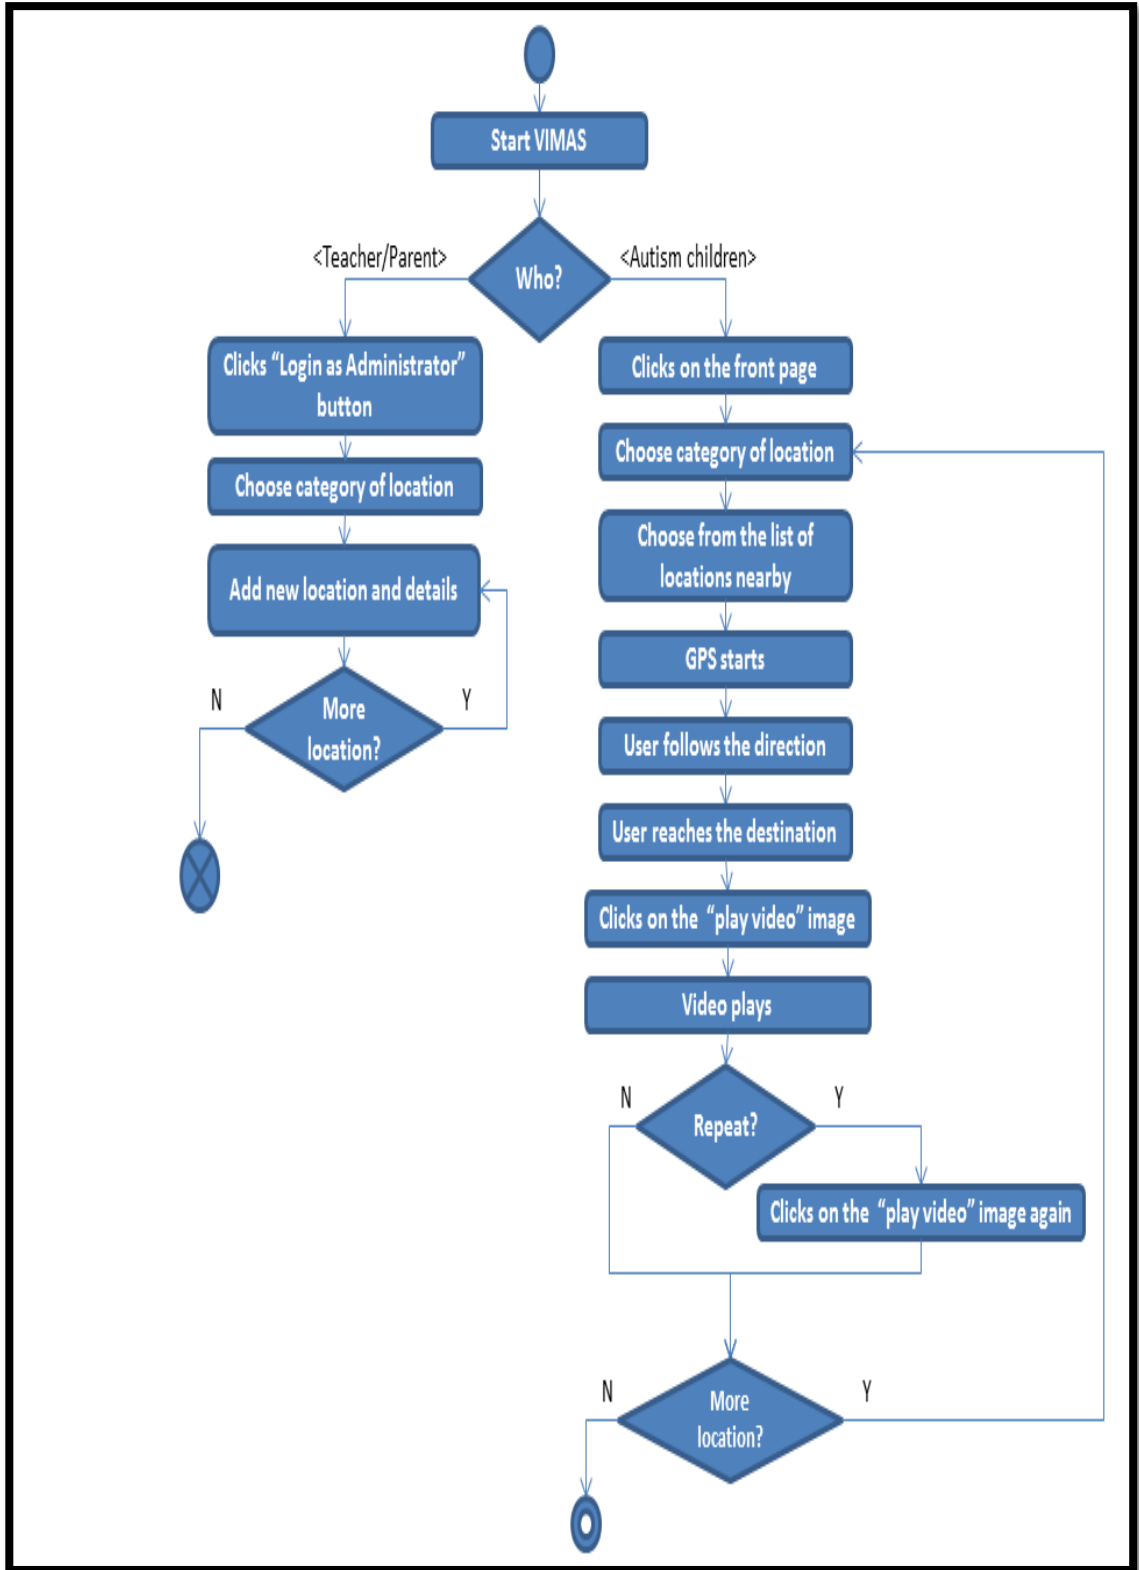 Start VIMAS
<Teacher/Parent>
Who?
<Autism children>
Clicks “Login as Administrator”
button
Choose category of location
Add new location and details
More
location?
N
Y
Clicks on the front page
Choose category of location
Choose from the list of
locations nearby
GPS starts
User follows the direction
User reaches the destination
Clicks on the “play video” image
Video plays
Repeat?
N
Y
Clicks on the “play video” image again
More
location?
N
Y